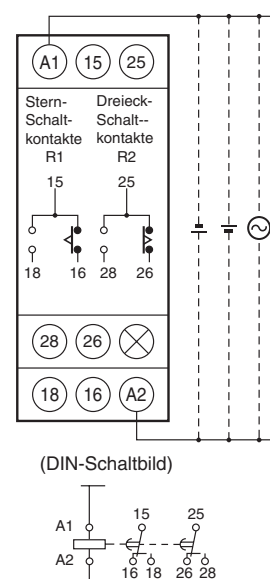 A1 15 25
Stern- Dreieck-
Schalt- Schalt--
kontakte kontakte
R1 R2
15 25
18 16 28 26
28 26
18 16 A2
(DIN-Schaltbild)
15 25
A1
A2
16 18 26 28